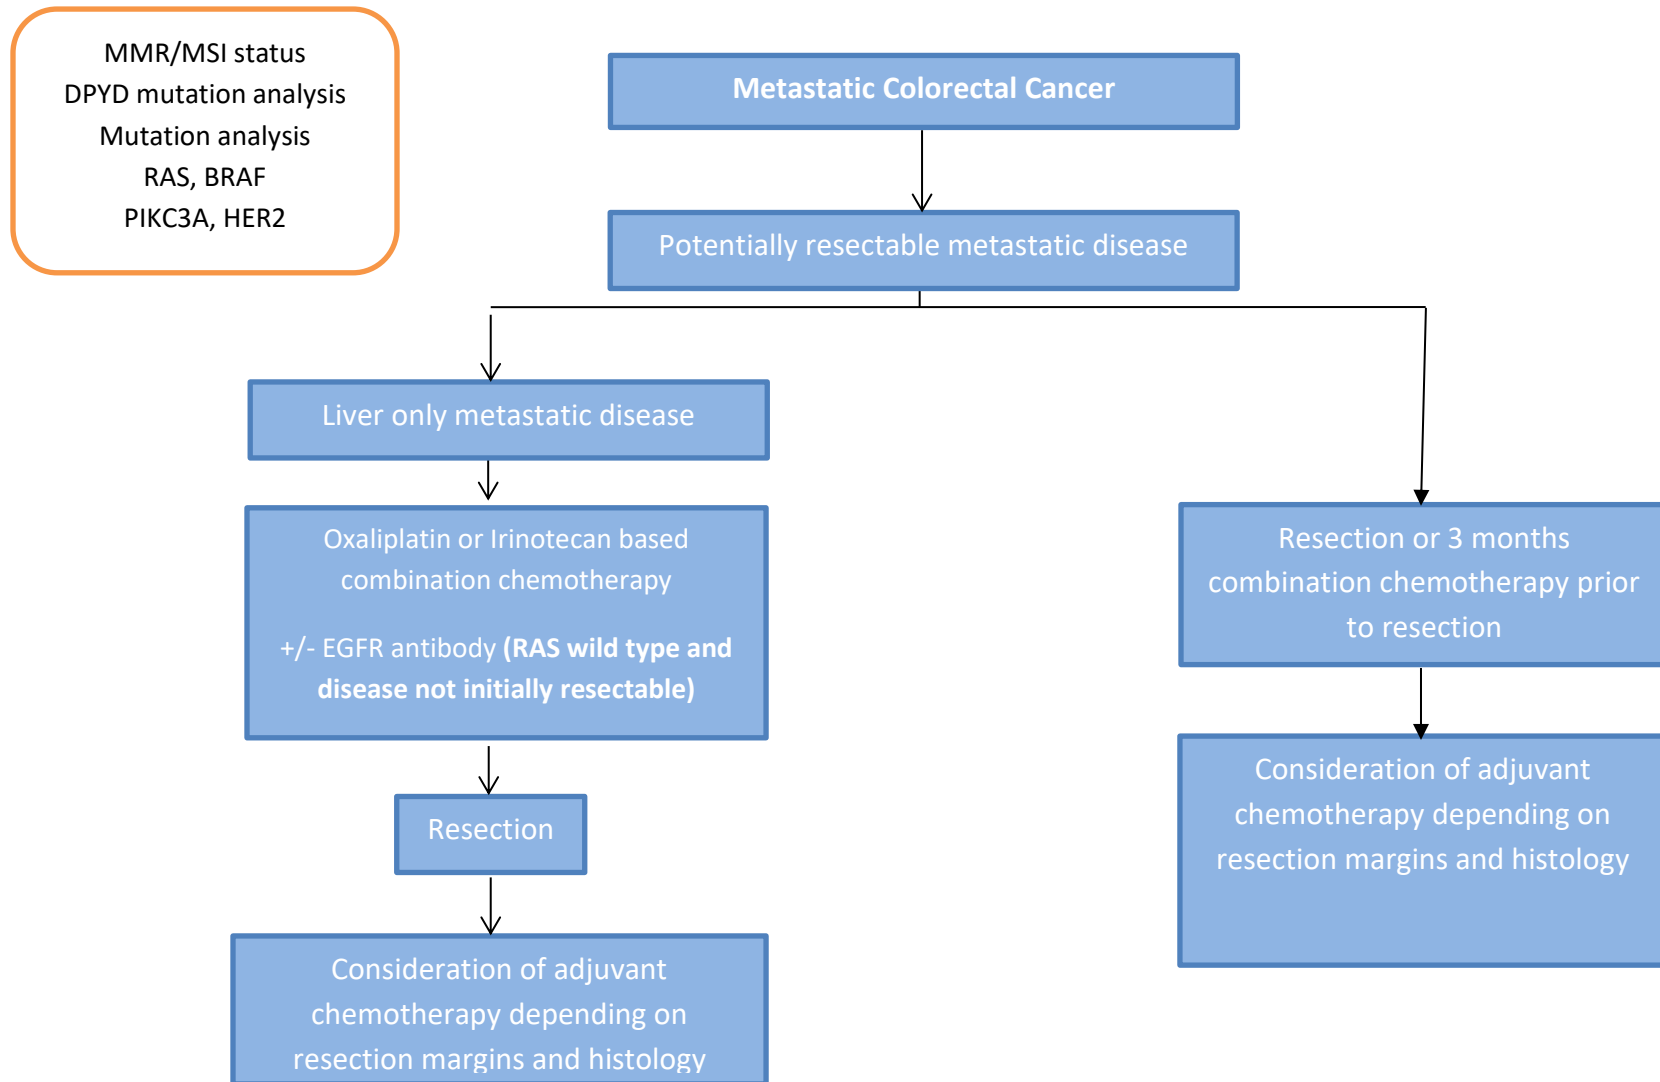 MMR/MSI status
DPYD mutation analysis
Mutation analysis
RAS, BRAF
PIKC3A, HER2
Metastatic Colorectal Cancer
Potentially resectable metastatic disease
Liver only metastatic disease
Oxaliplatin or Irinotecan based
combination chemotherapy
+/- EGFR antibody (RAS wild type and
disease not initially resectable)
Resection
Consideration of adjuvant
chemotherapy depending on
resection margins and histology
Resection or 3 months
combination chemotherapy prior
to resection
Consideration of adjuvant
chemotherapy depending on
resection margins and histology